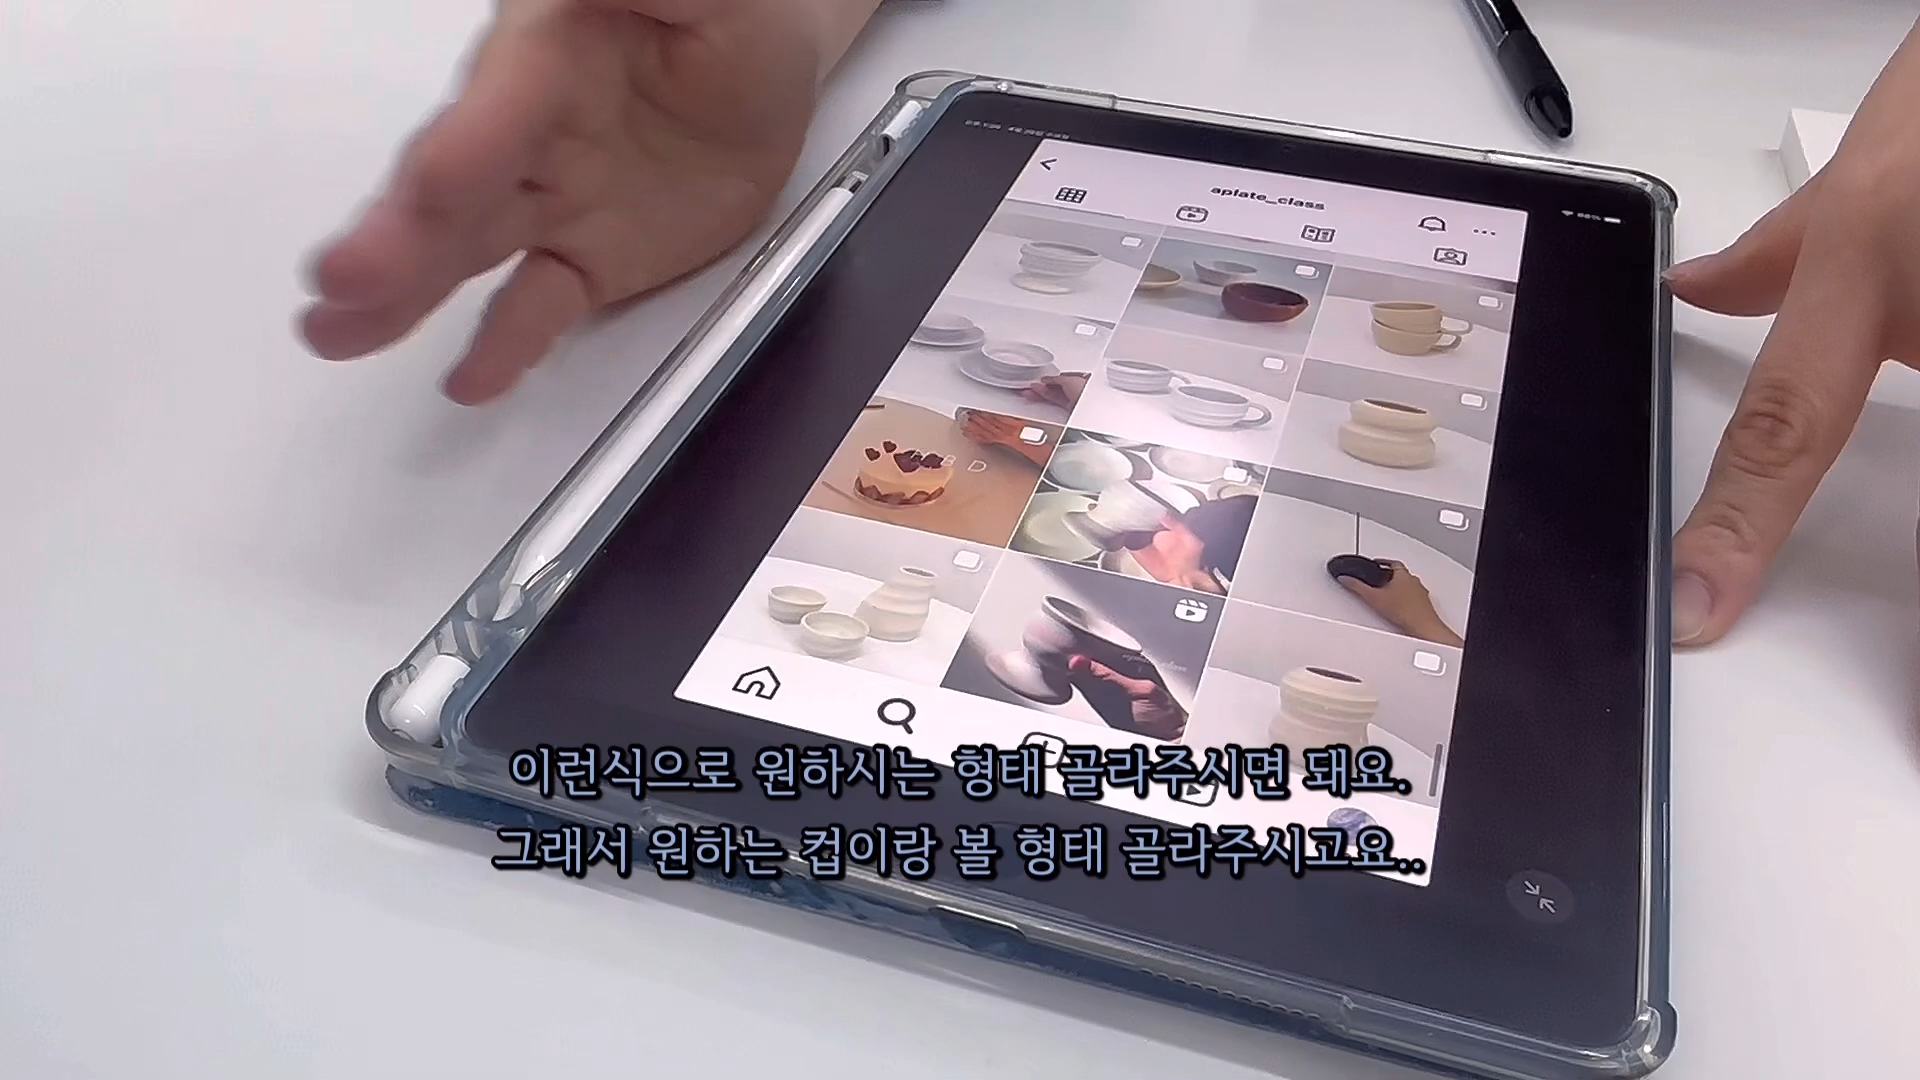 aplate_class
B D
이런식으로 원하시는 형태 골라주시면 돼요.
그래서 원하는 컵이랑 볼 형태 골라주시고요..